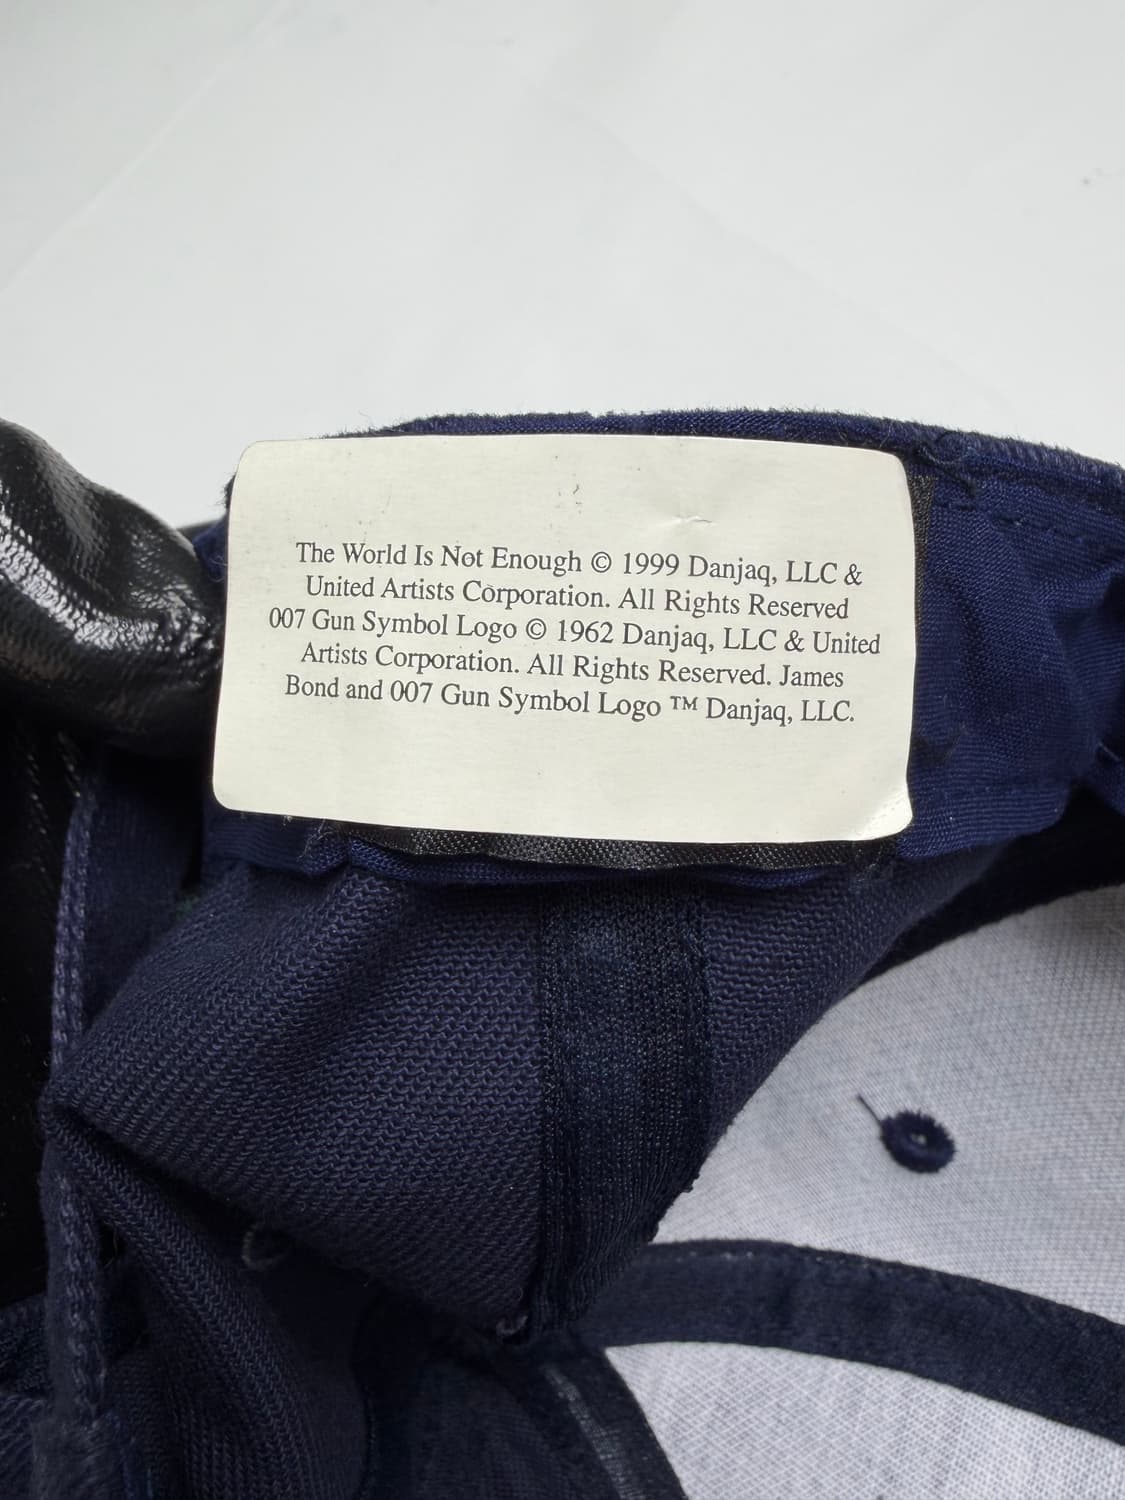 The World Is Not Enough © 1999 Danjaq, LLC &
United Artists Corporation. All Rights Reserved
007 Gun Symbol Logo © 1962 Danjaq, LLC & United
Artists Corporation. All Rights Reserved. James
Bond and 007 Gun Symbol Logo ™ Danjaq, LLC.